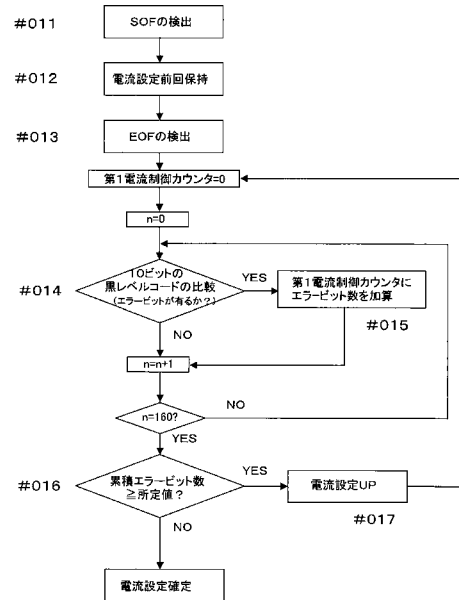 #011
SOFの検出
#012
電流設定前回保持
#013
EOFの検出
第1電流制御カウンタ=0
n=0
#014
10ビットの
黒レベルコードの比較
(エラービットが有るか?)
YES
第1電流制御カウンタに
エラービット数を加算
#015
NO
n=n+1
n=160?
NO
YES
#016
累積エラービット数
≧所定値?
YES
電流設定UP
#017
NO
電流設定確定